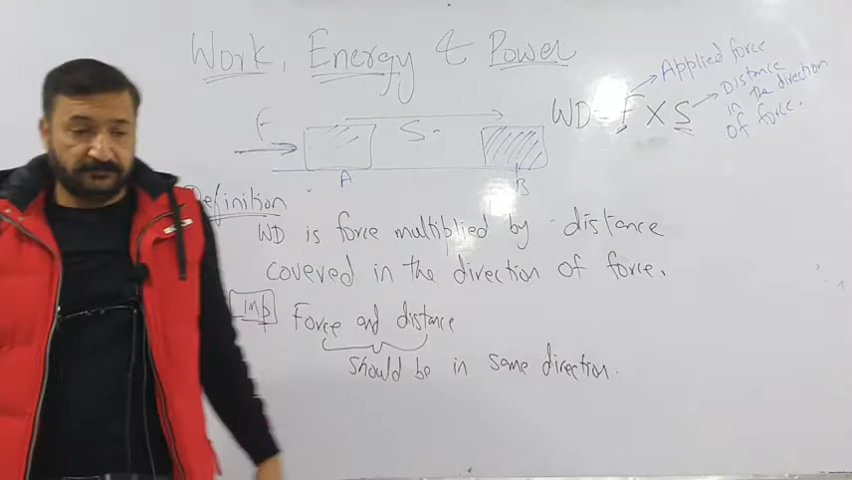 Work, Energy & Power
F
S
A
B
WD = F X S
Applied force
Distance
in the direction
of force.
Definition
WD is force multiplied by distance
covered in the direction of force.
imp
Force and distance
should be in same direction.